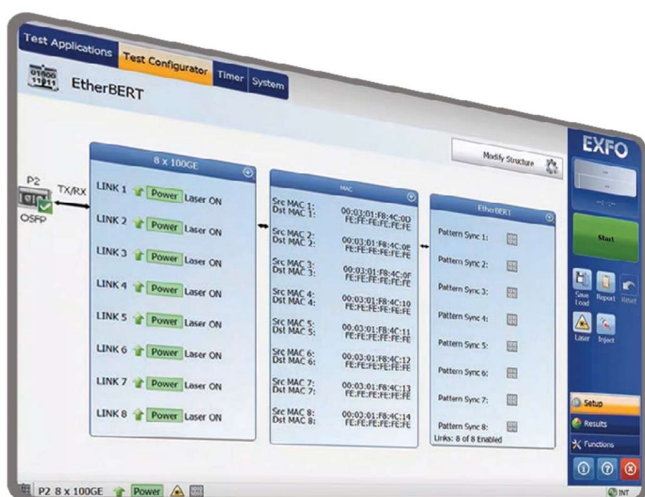 Test Applications
Test Configurator
Timer
System
01000
11011
EtherBERT
Modify Structure
EXFO
P2
TX/RX
OSFP
8 x 100GE
LINK 1 Power Laser ON
LINK 2 Power Laser ON
LINK 3 Power Laser ON
LINK 4 Power Laser ON
LINK 5 Power Laser ON
LINK 6 Power Laser ON
LINK 7 Power Laser ON
LINK 8 Power Laser ON
MAC
Src MAC 1: 00:03:01:F8:4C:0D
Dst MAC 1: FE:FE:FE:FE:FE:FE
Src MAC 2: 00:03:01:F8:4C:0E
Dst MAC 2: FE:FE:FE:FE:FE:FE
Src MAC 3: 00:03:01:F8:4C:0F
Dst MAC 3: FE:FE:FE:FE:FE:FE
Src MAC 4: 00:03:01:F8:4C:10
Dst MAC 4: FE:FE:FE:FE:FE:FE
Src MAC 5: 00:03:01:F8:4C:11
Dst MAC 5: FE:FE:FE:FE:FE:FE
Src MAC 6: 00:03:01:F8:4C:12
Dst MAC 6: FE:FE:FE:FE:FE:FE
Src MAC 7: 00:03:01:F8:4C:13
Dst MAC 7: FE:FE:FE:FE:FE:FE
Src MAC 8: 00:03:01:F8:4C:14
Dst MAC 8: FE:FE:FE:FE:FE:FE
EtherBERT
Pattern Sync 1:
Pattern Sync 2:
Pattern Sync 3:
Pattern Sync 4:
Pattern Sync 5:
Pattern Sync 6:
Pattern Sync 7:
Pattern Sync 8:
Links: 8 of 8 Enabled
Start
Save
Load
Report
Reset
Laser
Inject
Setup
Results
Functions
P2 8 x 100GE Power
INT